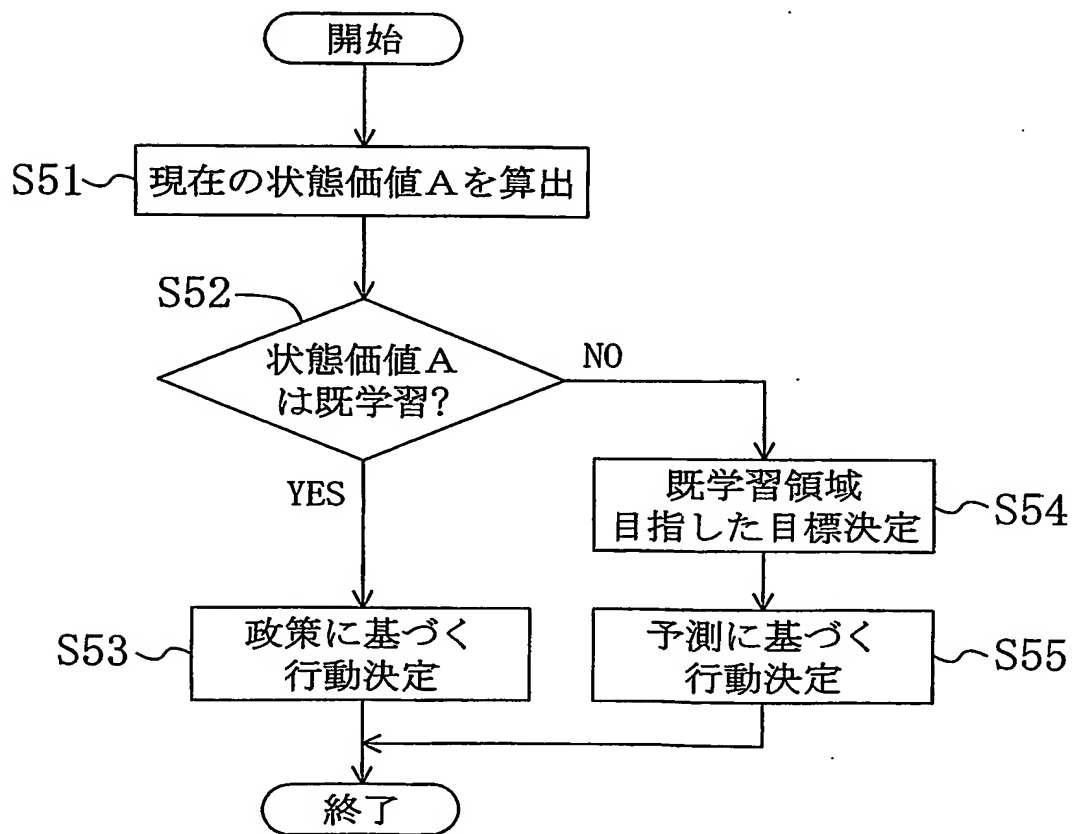 開始
S51
現在の状態価値Aを算出
S52
状態価値A
は既学習?
NO
YES
既学習領域
目指した目標決定
S54
S53
政策に基づく
行動決定
予測に基づく
行動決定
S55
終了